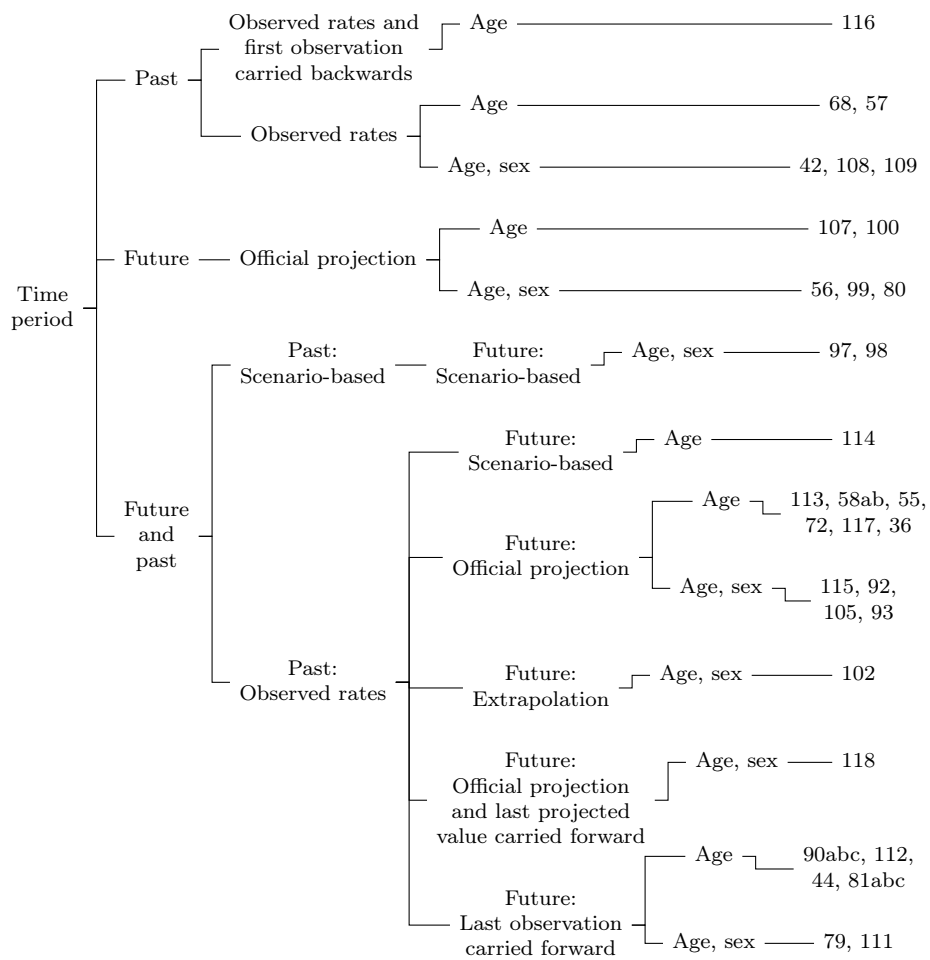 Observed rates and
first observation
carried backwards
Age
116
Past
Age
68, 57
Observed rates
Age, sex
42, 108, 109
Age
107, 100
Future
Official projection
Age, sex
56, 99, 80
Time
period
Past:
Scenario-based
Future:
Scenario-based
Age, sex
97, 98
Future:
Scenario-based
Age
114
Future
and
past
Age
113, 58ab, 55,
72, 117, 36
Future:
Official projection
Age, sex
115, 92,
105, 93
Past:
Observed rates
Future:
Extrapolation
Age, sex
102
Future:
Official projection
and last projected
value carried forward
Age, sex
118
Age
90abc, 112,
44, 81abc
Future:
Last observation
carried forward
Age, sex
79, 111